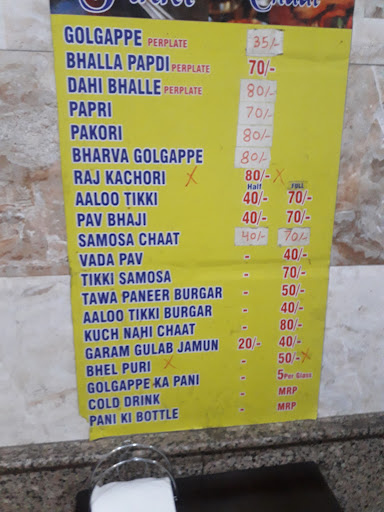 GOLGAPPE PERPLATE 35/-
BHALLA PAPDI PERPLATE 70/-
DAHI BHALLE PERPLATE 80/-
PAPRI 70/-
PAKORI 80/-
BHARVA GOLGAPPE 80/-
RAJ KACHORI x 80/- x
Half FULL
AALOO TIKKI 40/- 70/-
PAV BHAJI 40/- 70/-
SAMOSA CHAAT 40/- 70/-
VADA PAV - 40/-
TIKKI SAMOSA - 70/-
TAWA PANEER BURGAR - 50/-
AALOO TIKKI BURGAR - 40/-
KUCH NAHI CHAAT - 80/-
GARAM GULAB JAMUN 20/- 40/-
BHEL PURI x - 50/- x
GOLGAPPE KA PANI - 5 Per Glass
COLD DRINK - MRP
PANI KI BOTTLE - MRP